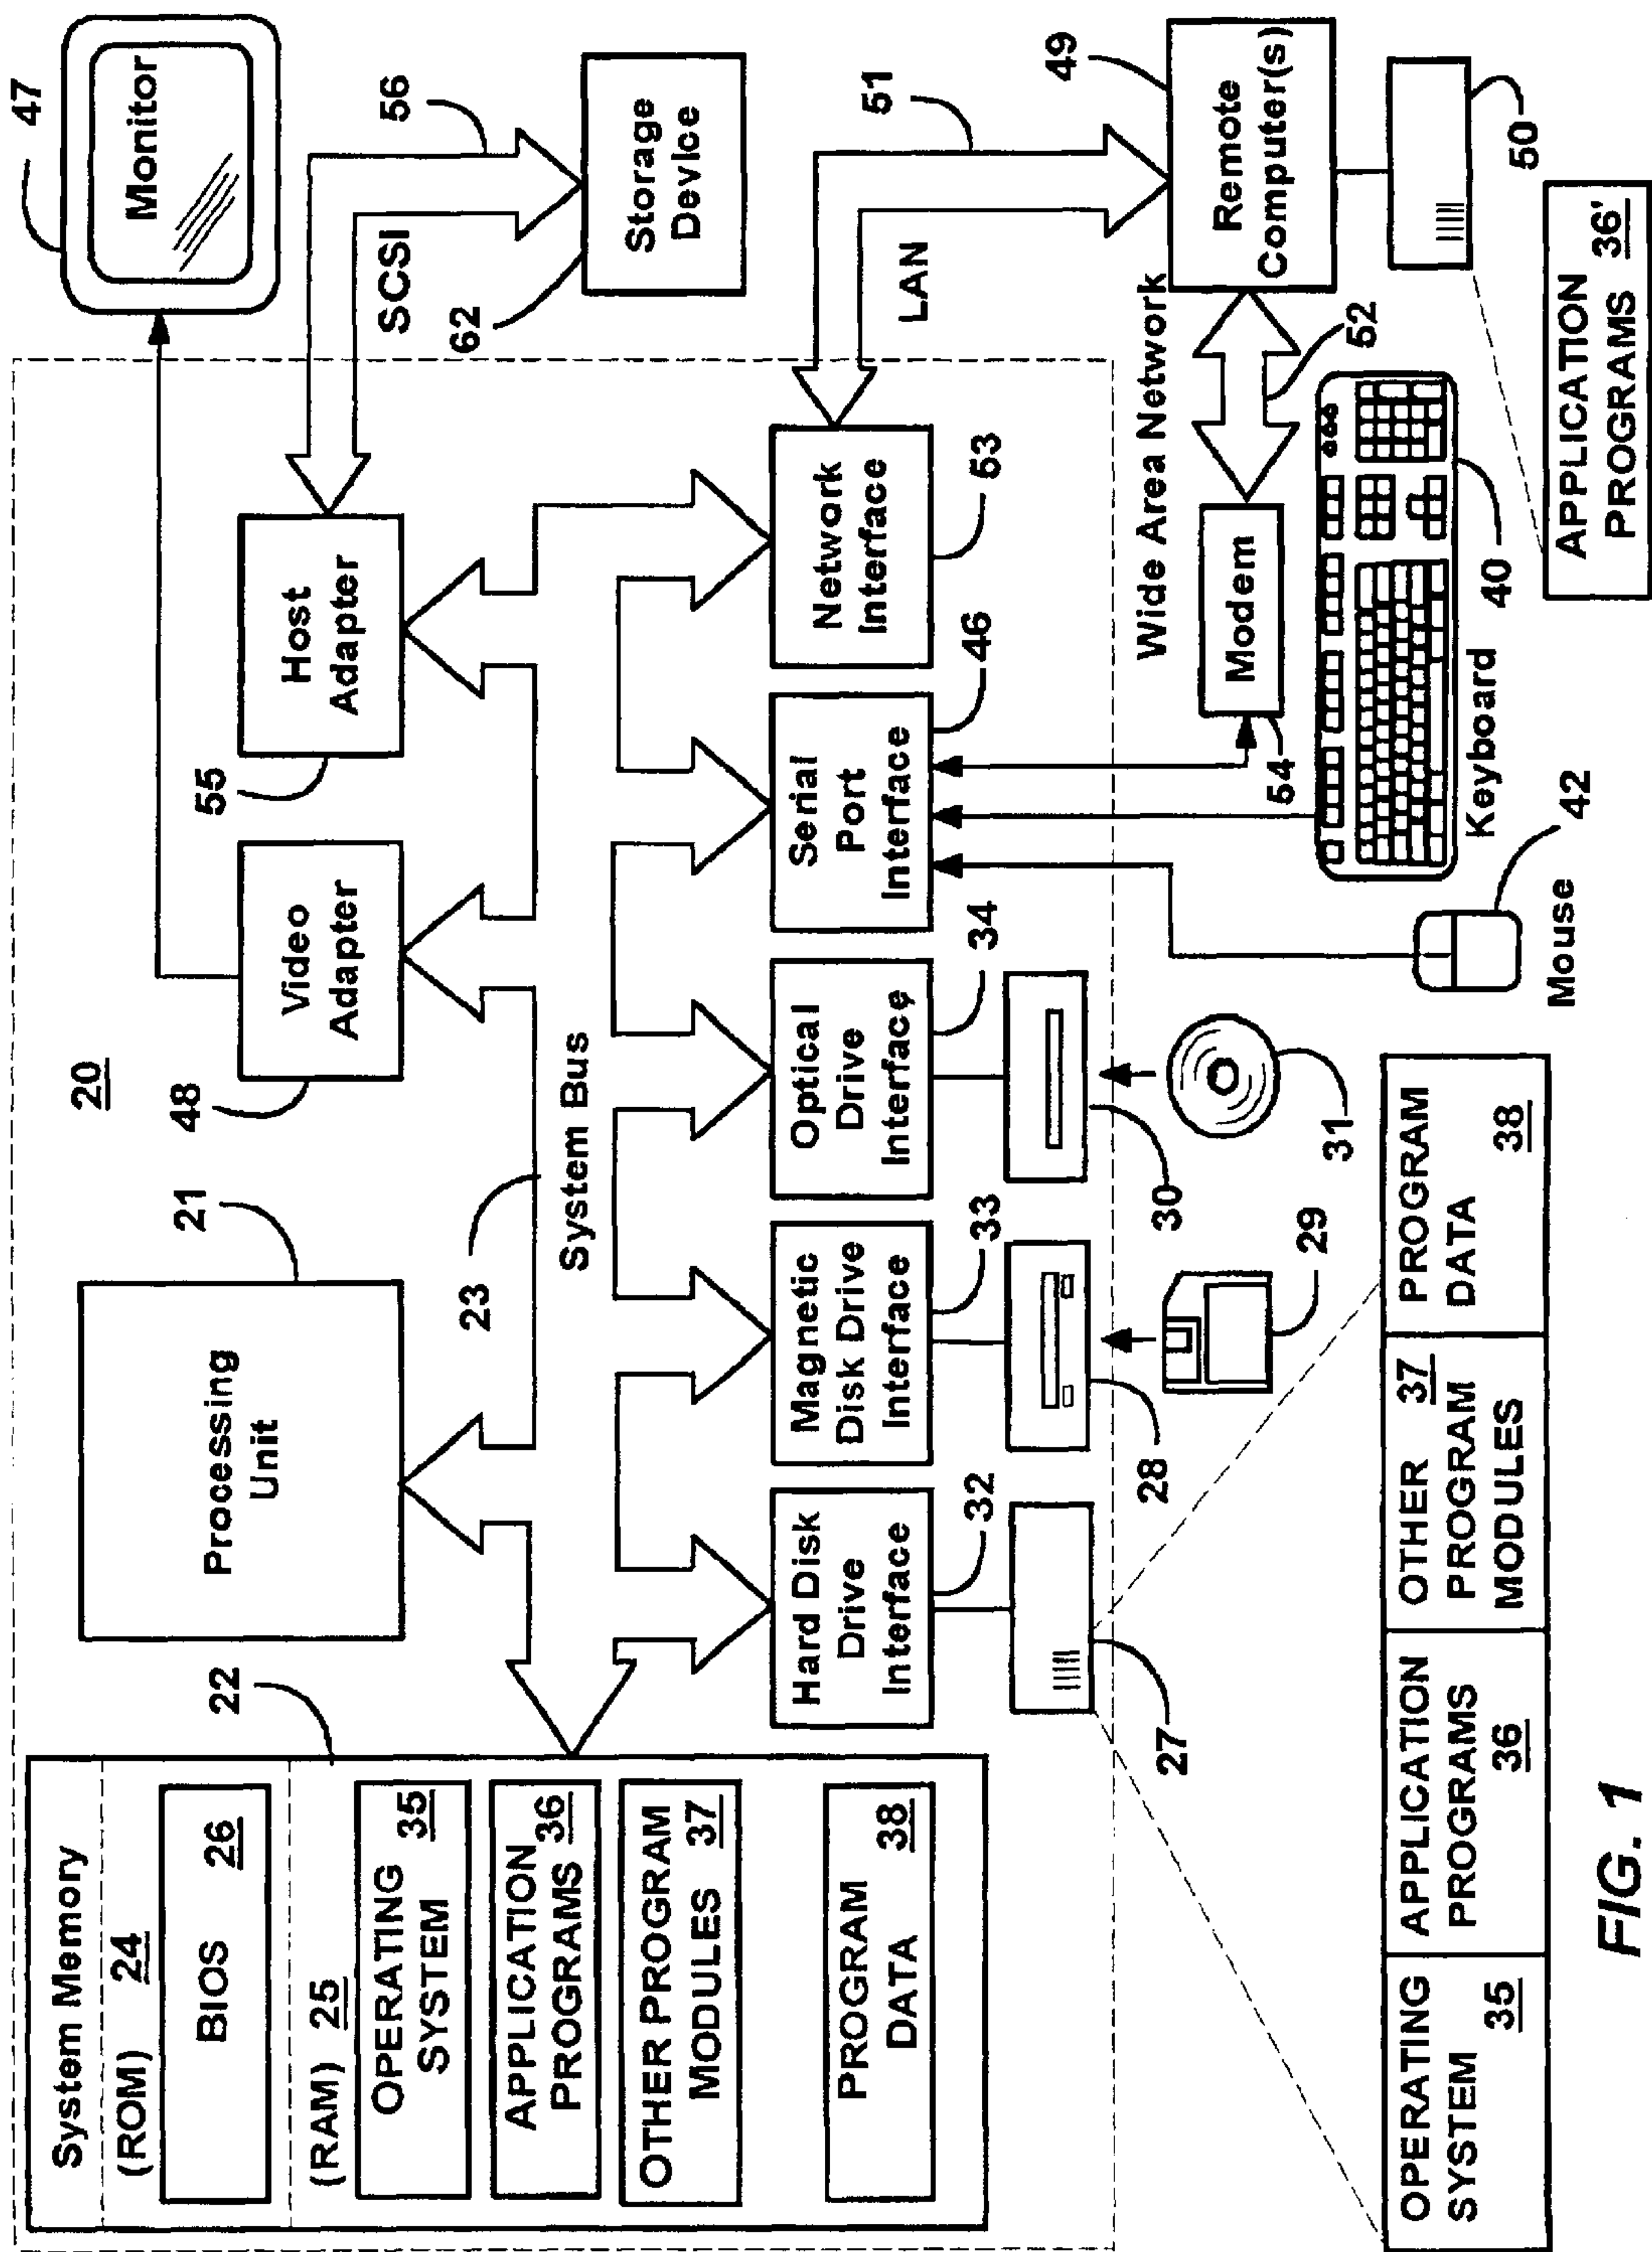 System Memory
(ROM) 24
BIOS 26
(RAM) 25
OPERATING
SYSTEM 35
APPLICATION
PROGRAMS 36
OTHER PROGRAM
MODULES 37
PROGRAM
DATA 38
22
Processing
Unit
21
20
Video
Adapter
48
Host
Adapter
55
47
Monitor
SCSI
56
Storage
Device
62
23
System Bus
Hard Disk
Drive
Interface
32
Magnetic
Disk Drive
Interface
33
Optical
Drive
Interface
34
Serial
Port
Interface
46
Network
Interface
53
LAN
51
27
28
29
30
31
Wide Area Network
Modem
54
52
49
Remote
Computer(s)
50
40
Keyboard
42
Mouse
APPLICATION
PROGRAMS 36'
OPERATING
SYSTEM 35
APPLICATION
PROGRAMS
36
OTHER 37
PROGRAM
MODULES
PROGRAM
DATA
38
FIG. 1